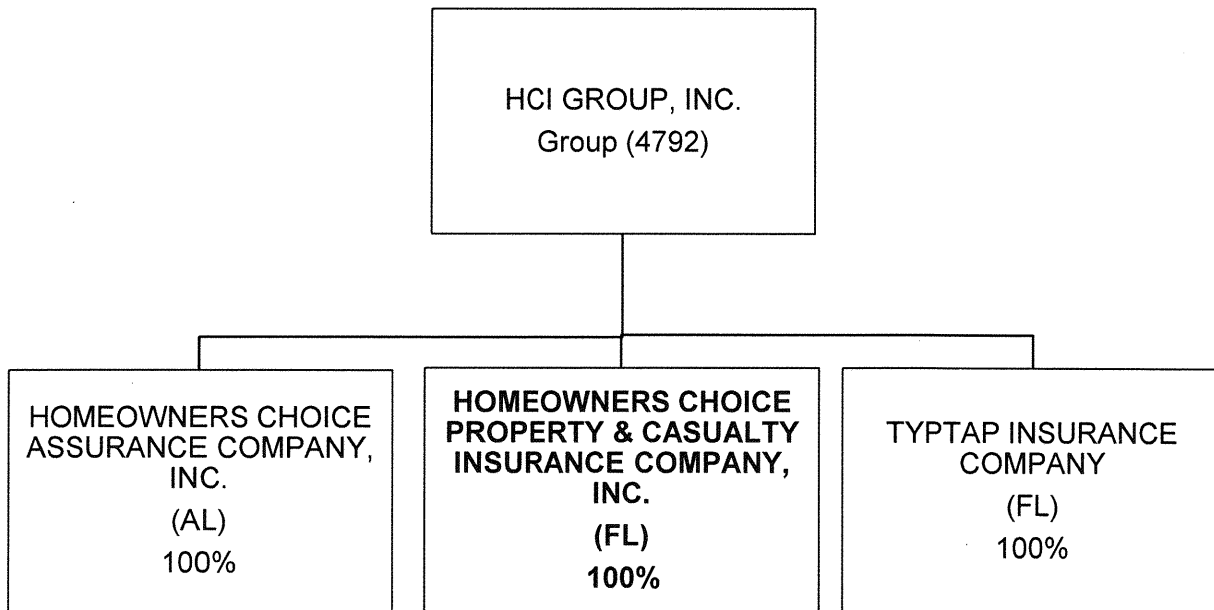 HCI GROUP, INC.
Group (4792)
HOMEOWNERS CHOICE
ASSURANCE COMPANY,
INC.
(AL)
100%
HOMEOWNERS CHOICE
PROPERTY & CASUALTY
INSURANCE COMPANY,
INC.
(FL)
100%
TYPTAP INSURANCE
COMPANY
(FL)
100%